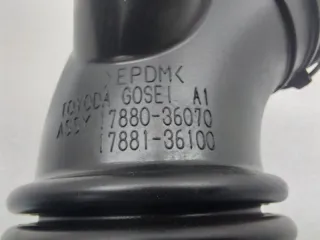 >EPDM<
TOYODA GOSEI A1
ASSY 17880-36070
17881-36100